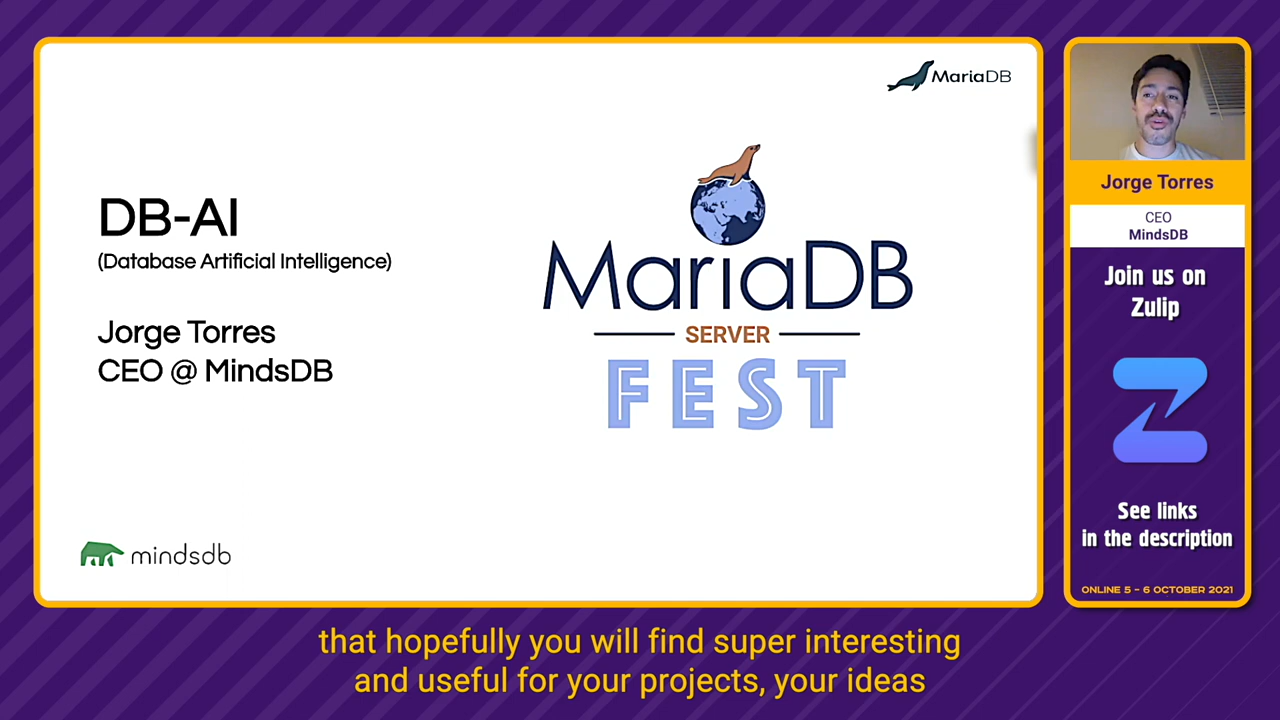 MariaDB
DB-AI
(Database Artificial Intelligence)
Jorge Torres
CEO @ MindsDB
MariaDB
SERVER
FEST
mindsdb
Jorge Torres
CEO
MindsDB
Join us on
Zulip
See links
in the description
ONLINE 5 - 6 OCTOBER 2021
that hopefully you will find super interesting
and useful for your projects, your ideas